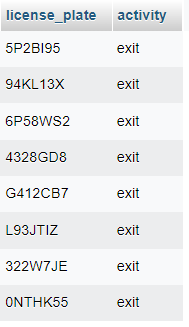 license_plate activity
5P2BI95 exit
94KL13X exit
6P58WS2 exit
4328GD8 exit
G412CB7 exit
L93JTIZ exit
322W7JE exit
0NTHK55 exit